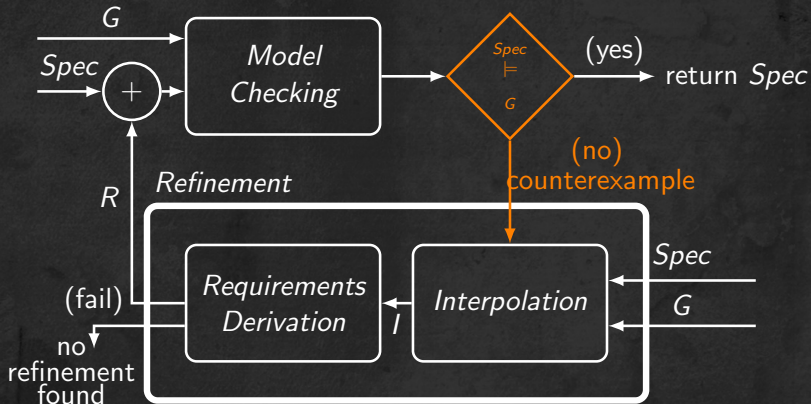 G
Spec
+
Model
Checking
Spec
⊨
G
(yes)
return Spec
(no)
counterexample
Refinement
R
Requirements
Derivation
I
Interpolation
Spec
G
(fail)
no
refinement
found